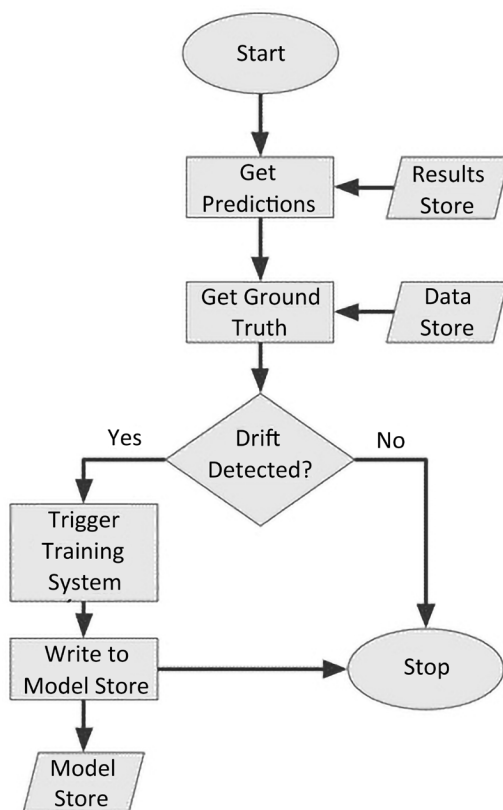 Start
Get
Predictions
Results
Store
Get Ground
Truth
Data
Store
Drift
Detected?
Yes
No
Trigger
Training
System
Write to
Model Store
Stop
Model
Store